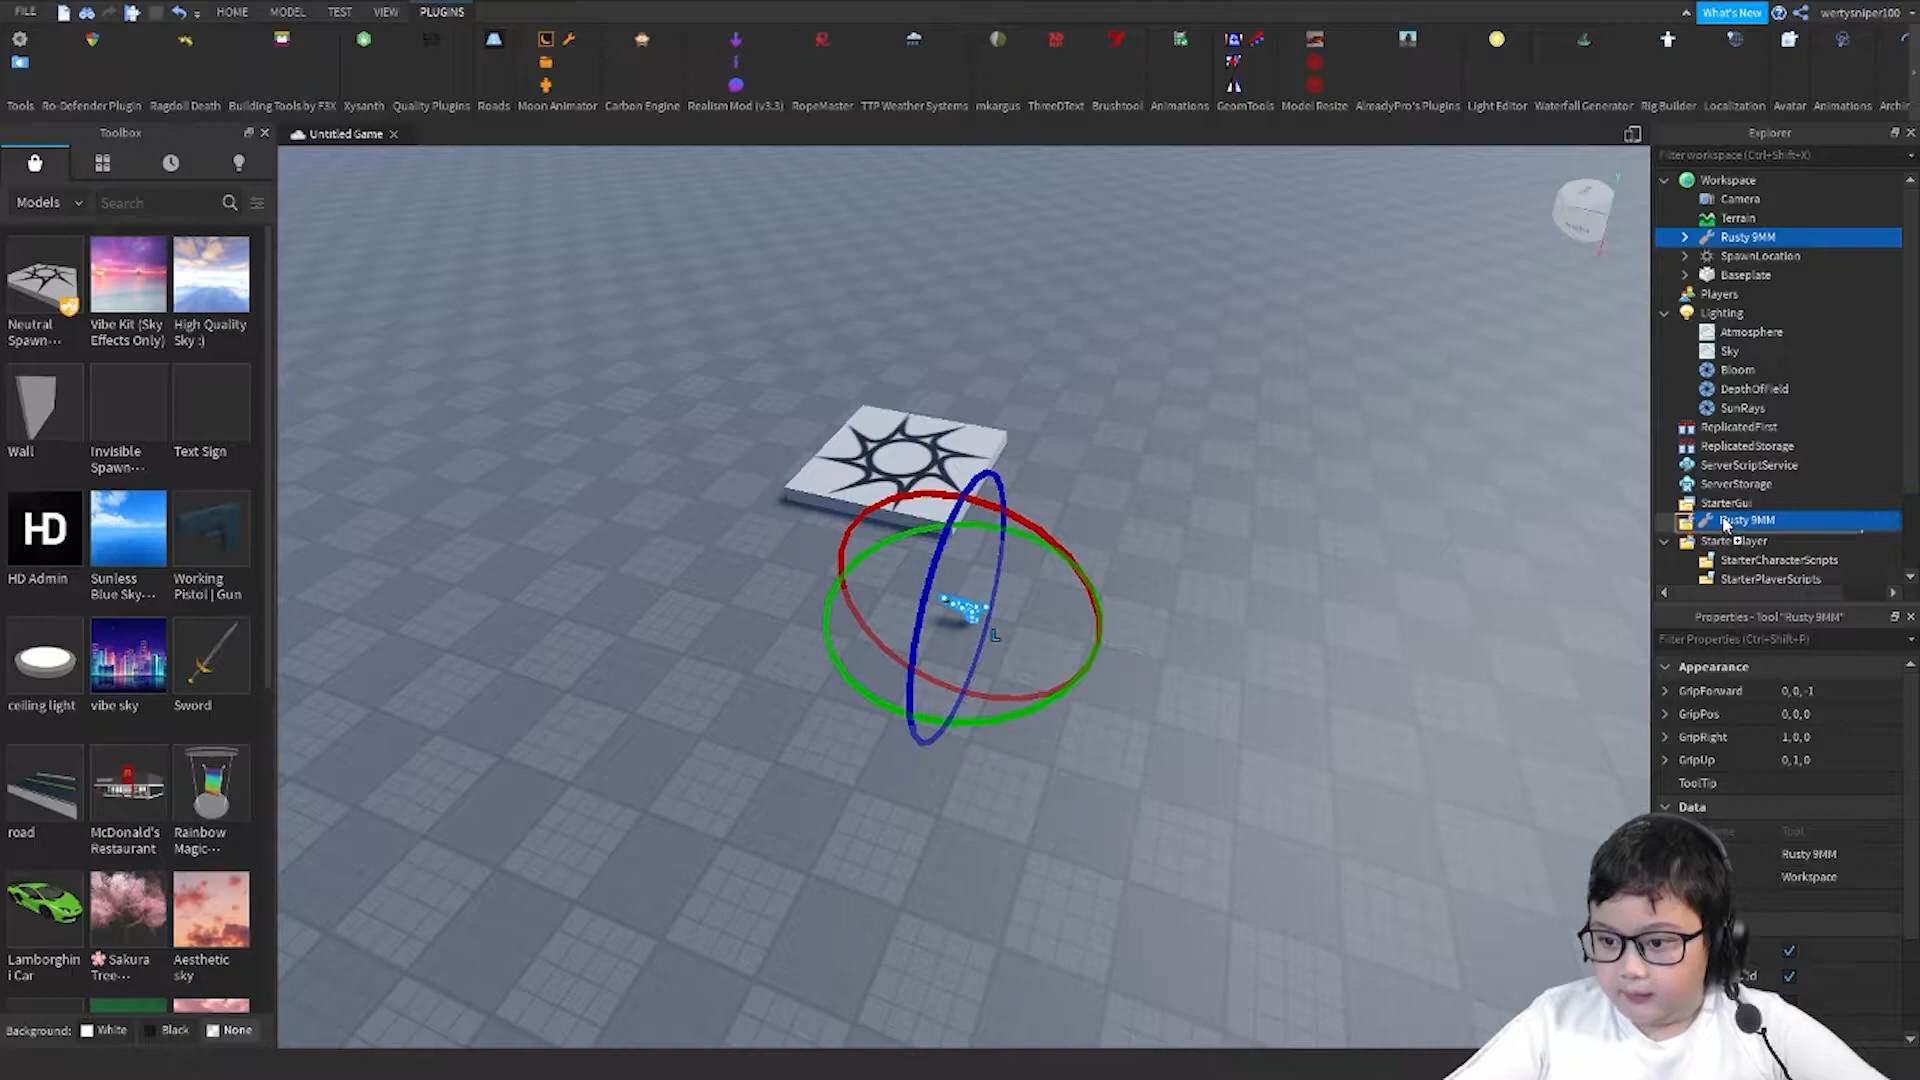 FILE HOME MODEL TEST VIEW PLUGINS What's New wertysniper100
Tools Ro-Defender Plugin Ragdoll Death Building Tools by F3X Xysanth Quality Plugins Roads Moon Animator Carbon Engine Realism Mod (v3.3) RopeMaster TTP Weather Systems mkargus ThreeDText Brushtool Animations GeomTools Model Resize AlreadyPro's Plugins Light Editor Waterfall Generator Rig Builder Localization Avatar Animations Archi
Toolbox
Untitled Game
Explorer
Models
Search
Neutral
Spawn...
Vibe Kit (Sky
Effects Only)
High Quality
Sky :)
Wall
Invisible
Spawn...
Text Sign
HD
HD Admin
Sunless
Blue Sky...
Working
Pistol | Gun
ceiling light
vibe sky
Sword
road
McDonald's
Restaurant
Rainbow
Magic...
Lamborghin
i Car
🌸 Sakura
Tree...
Aesthetic
sky
Background: White Black None
L
y
Filter workspace (Ctrl+Shift+X)
Workspace
Camera
Terrain
Rusty 9MM
SpawnLocation
Baseplate
Players
Lighting
Atmosphere
Sky
Bloom
DepthOfField
SunRays
ReplicatedFirst
ReplicatedStorage
ServerScriptService
ServerStorage
StarterGui
Rusty 9MM
StarterPlayer
StarterCharacterScripts
StarterPlayerScripts
Properties - Tool "Rusty 9MM"
Filter Properties (Ctrl+Shift+P)
Appearance
GripForward 0,0,-1
GripPos 0,0,0
GripRight 1,0,0
GripUp 0,1,0
ToolTip
Data
Tool
Rusty 9MM
Workspace